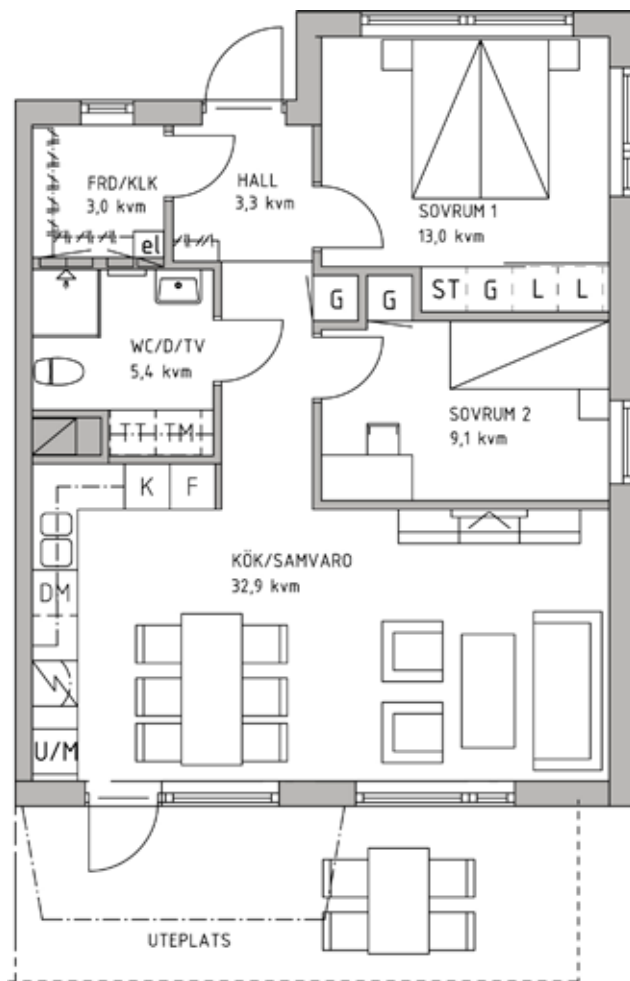 FRD/KLK
3,0 kvm
HALL
3,3 kvm
SOVRUM 1
13,0 kvm
el
G
G
ST
G
L
L
WC/D/TV
5,4 kvm
SOVRUM 2
9,1 kvm
TT
TM
K
F
KÖK/SAMVARO
32,9 kvm
DM
U/M
UTEPLATS